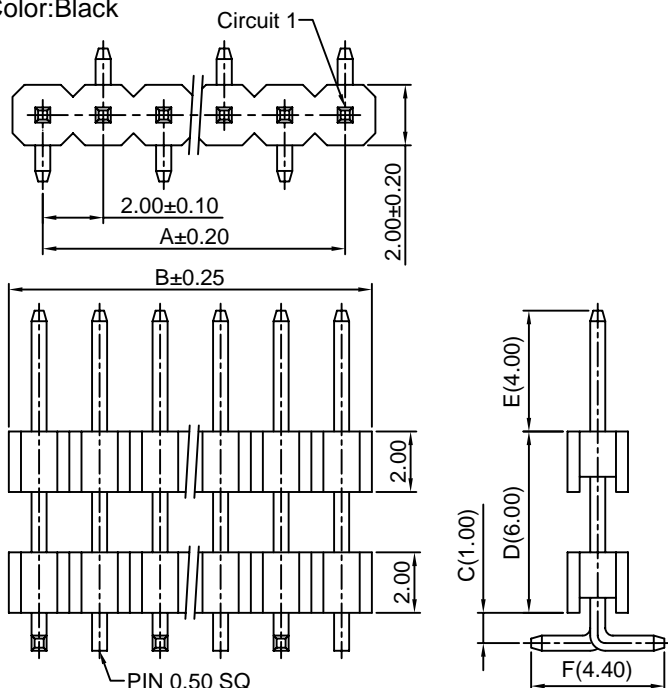 Color:Black
Circuit 1
2.00±0.10
A±0.20
2.00±0.20
B±0.25
2.00
2.00
E(4.00)
D(6.00)
C(1.00)
F(4.40)
PIN 0.50 SQ